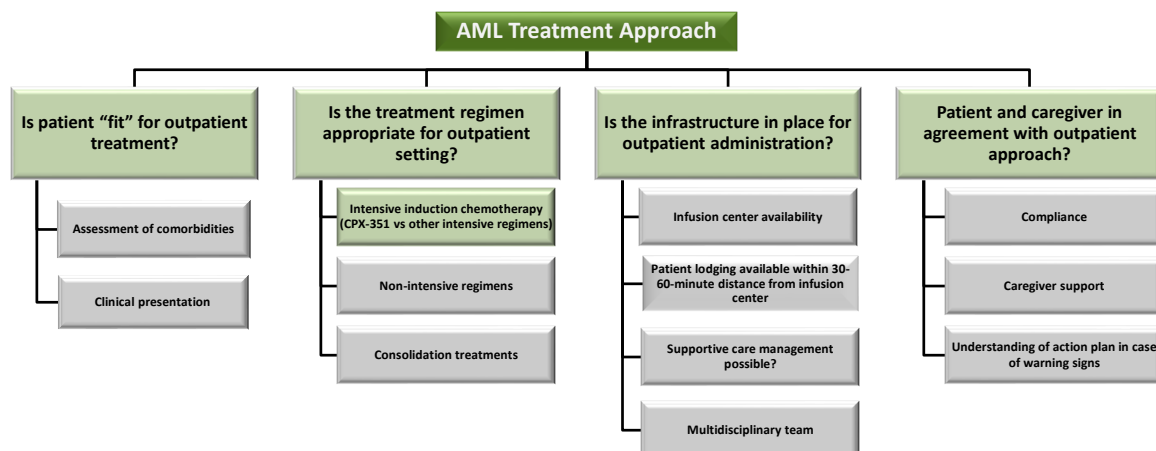 AML Treatment Approach
Is patient “fit” for outpatient
treatment?
Assessment of comorbidities
Clinical presentation
Is the treatment regimen
appropriate for outpatient
setting?
Intensive induction chemotherapy
(CPX-351 vs other intensive regimens)
Non-intensive regimens
Consolidation treatments
Is the infrastructure in place for
outpatient administration?
Infusion center availability
Patient lodging available within 30-
60-minute distance from infusion
center
Supportive care management
possible?
Multidisciplinary team
Patient and caregiver in
agreement with outpatient
approach?
Compliance
Caregiver support
Understanding of action plan in case
of warning signs